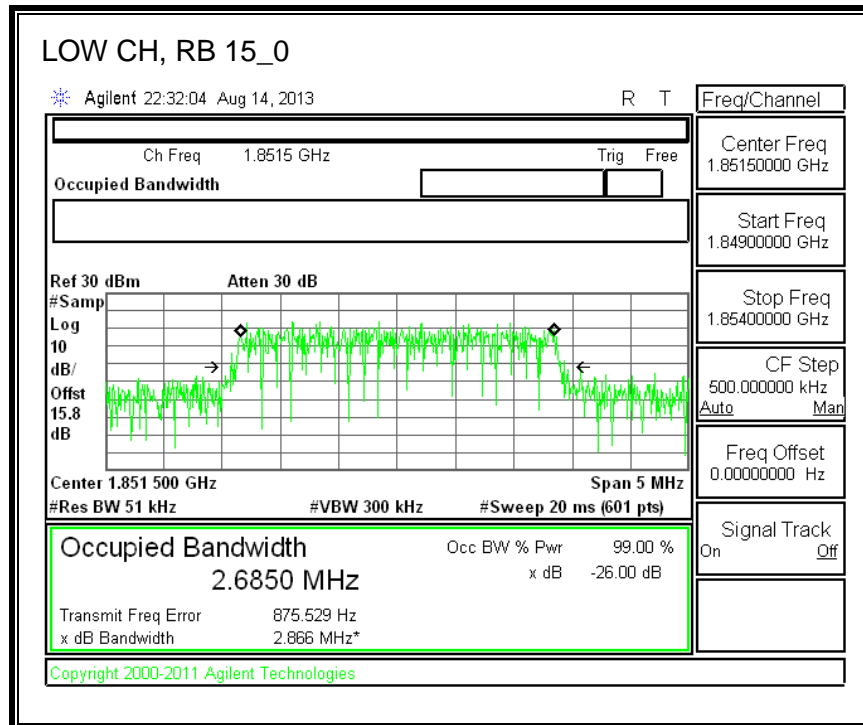 LOW CH, RB 15_0
Agilent 22:32:04 Aug 14, 2013 R T
Freq/Channel
Ch Freq 1.8515 GHz Trig Free
Occupied Bandwidth
Center Freq
1.85150000 GHz
Start Freq
1.84900000 GHz
Stop Freq
1.85400000 GHz
CF Step
500.000000 kHz
Auto Man
Freq Offset
0.00000000 Hz
Signal Track
On Off
Ref 30 dBm Atten 30 dB
#Samp
Log
10
dB/
Offst
15.8
dB
Center 1.851 500 GHz Span 5 MHz
#Res BW 51 kHz #VBW 300 kHz #Sweep 20 ms (601 pts)
Occupied Bandwidth Occ BW % Pwr 99.00 %
2.6850 MHz x dB -26.00 dB
Transmit Freq Error 875.529 Hz
x dB Bandwidth 2.866 MHz*
Copyright 2000-2011 Agilent Technologies